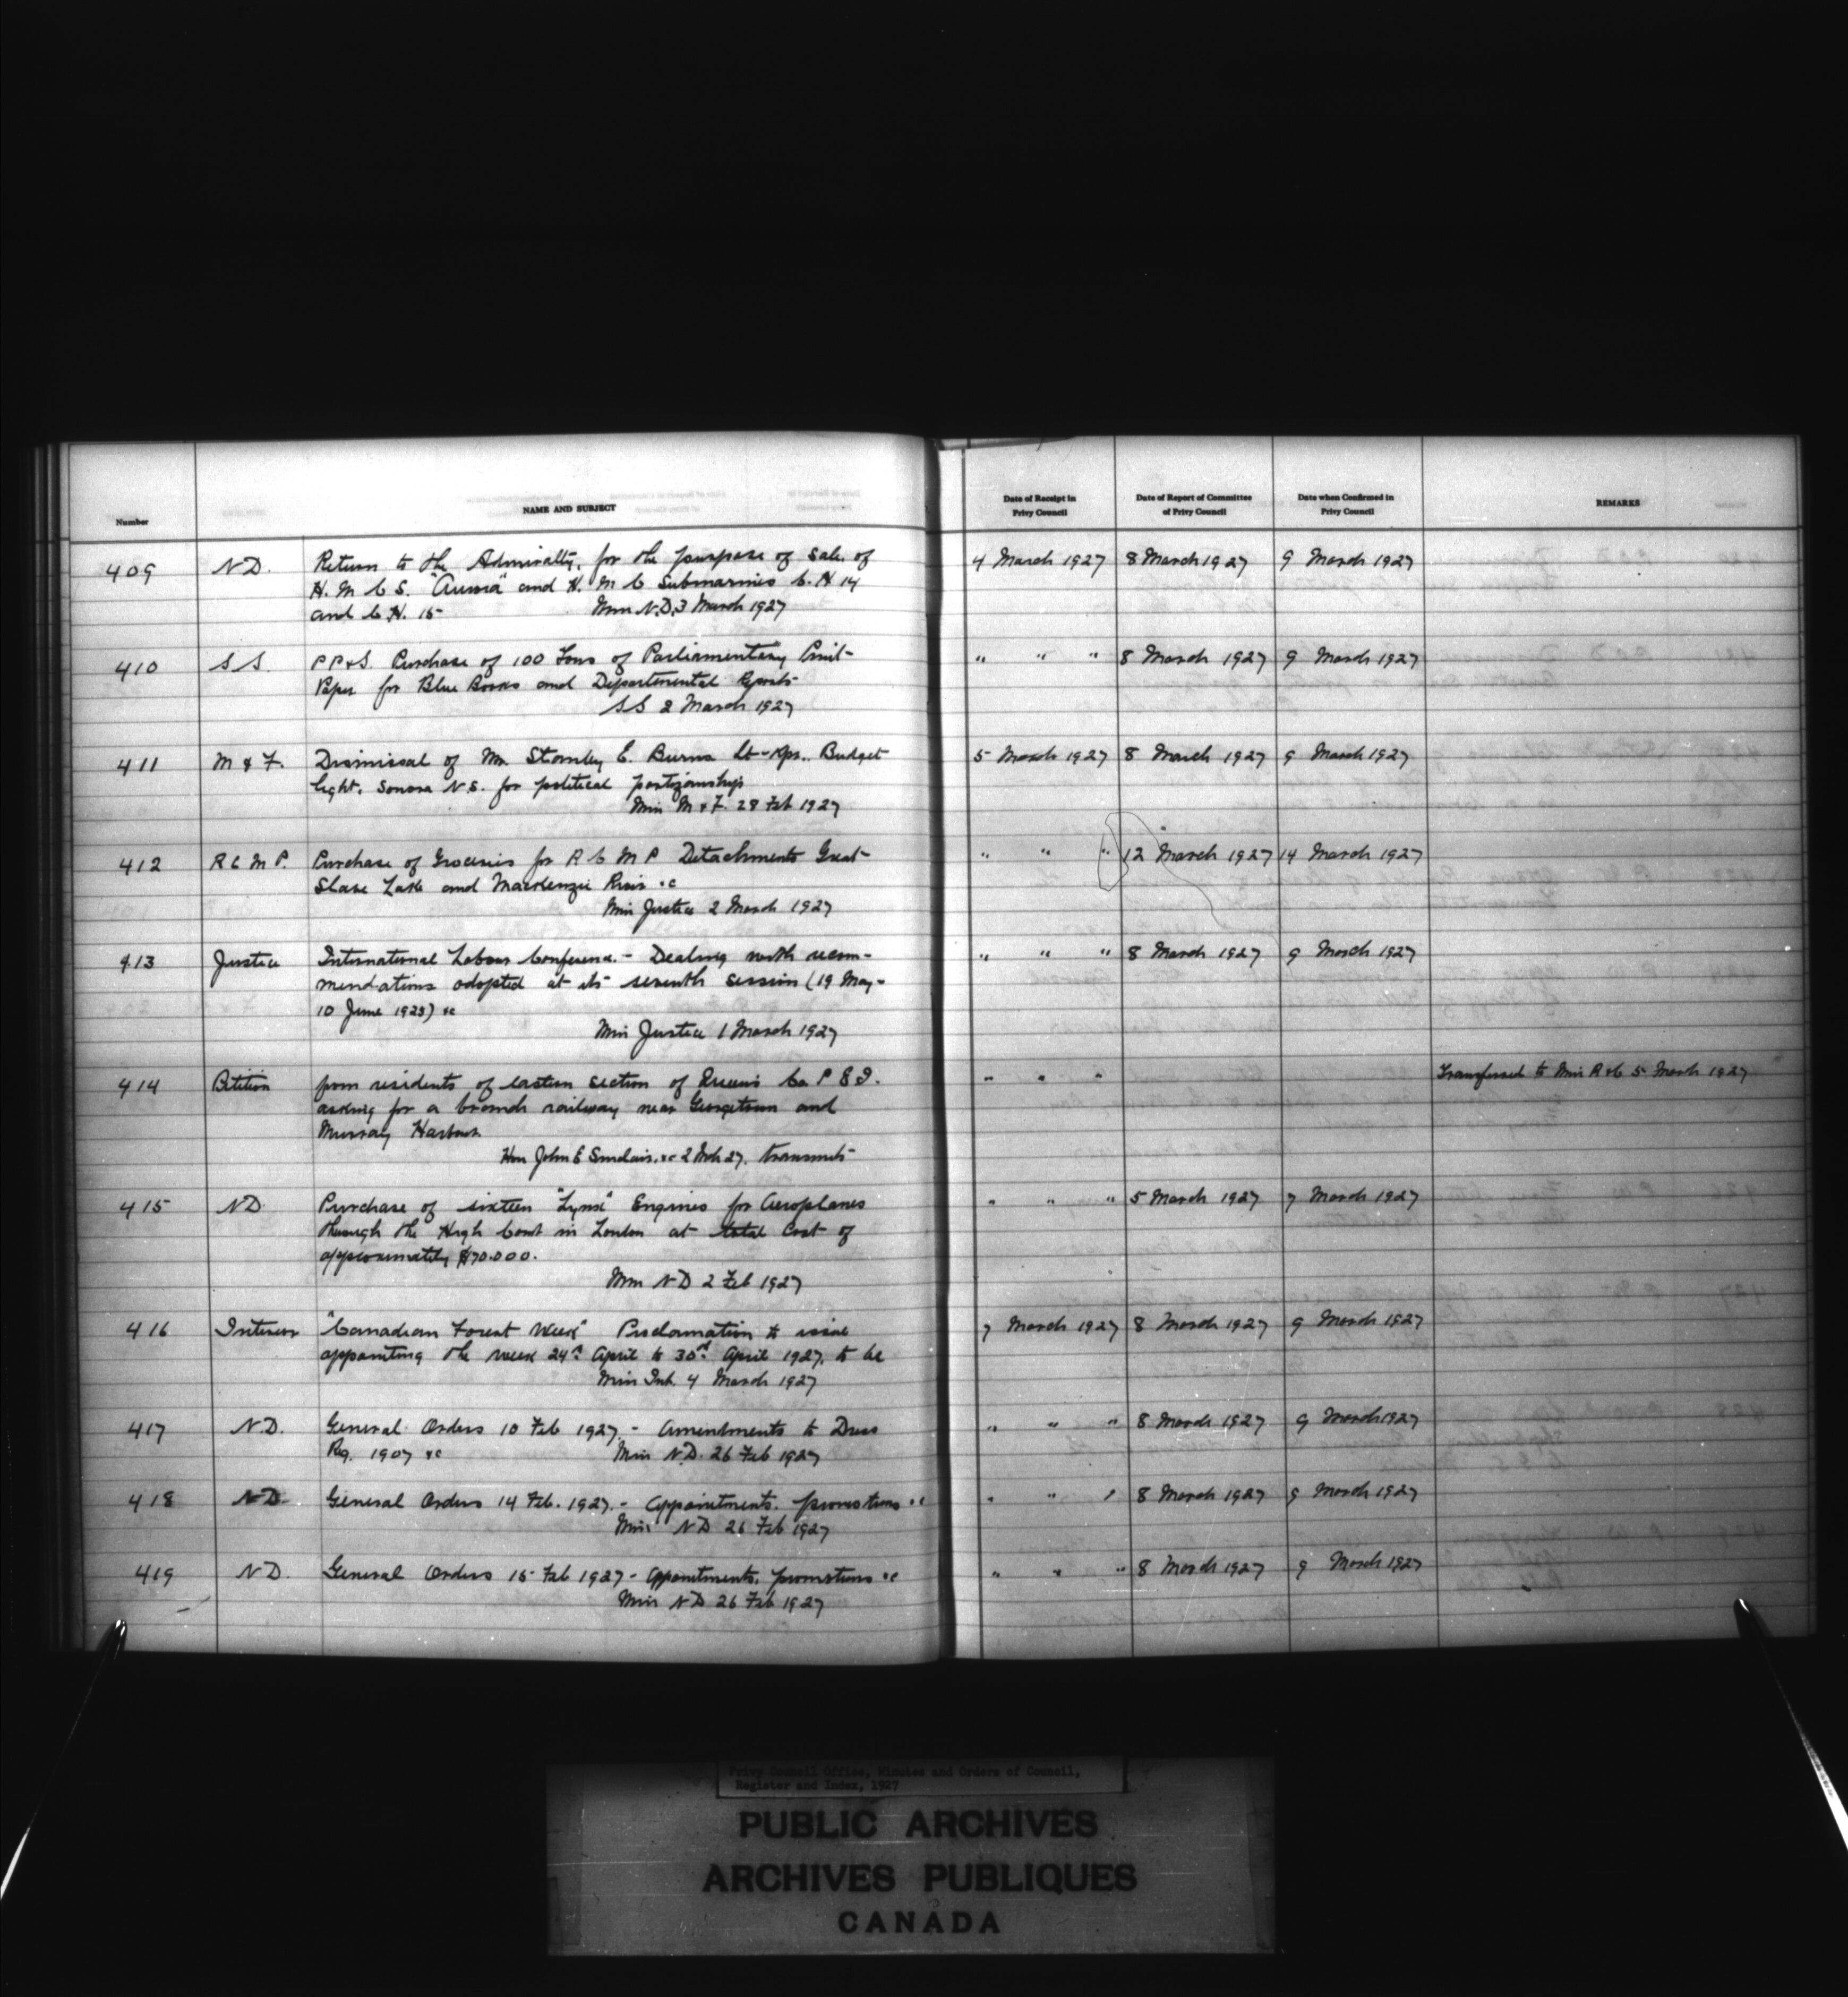 Number
NAME AND SUBJECT
Date of Receipt in
Privy Council
Date of Report of Committee
of Privy Council
Date when Confirmed in
Privy Council
REMARKS
409 N.D. Return to the Admiralty, for the purpose of sale, of 4 March 1927 8 March 1927 9 March 1927
H. M C S. "Aurora" and H. M C Submarines C. H 14
and C H. 15 Min N.D. 3 March 1927
410 S S. P P & S. Purchase of 100 Tons of Parliamentary Print " " " 8 March 1927 9 March 1927
Paper for Blue Books and Departmental Reports
S S 2 March 1927
411 M & F. Dismissal of Mr. Stanley E. Burns Lt-Kpr. Budget 5 March 1927 8 March 1927 9 March 1927
Light, Sonora N.S. for political partizanship
Min M & F. 28 Feb 1927
412 R C M P. Purchase of Groceries for R C M P Detachments Great " " " 12 March 1927 14 March 1927
Slave Lake and Mackenzie River &c
Min Justice 2 March 1927
413 Justice International Labour Conference. - Dealing with recom- " " " 8 March 1927 9 March 1927
mendations adopted at its seventh session (19 May-
10 June 1925) &c
Min Justice 1 March 1927
414 Petition from residents of eastern section of Queen's Co. P E I. " " " Transferred to Min R & C 5 March 1927
asking for a branch railway near Georgetown and
Murray Harbour
Hon John E Sinclair, &c 2 Mch 27. transmits
415 N D. Purchase of sixteen "Lynx" Engines for Aeroplanes " " " 5 March 1927 7 March 1927
through the High Comr in London at total cost of
approximately $70.000.
Min N D 2 Feb 1927
416 Interior "Canadian Forest Week" Proclamation to issue 7 March 1927 8 March 1927 9 March 1927
appointing the week 24th April to 30th April 1927, to be
Min Int. 4 March 1927
417 N.D. General Orders 10 Feb 1927. - Amendments to Dress " " " 8 March 1927 9 March 1927
Reg. 1907 &c Min N.D. 26 Feb 1927
418 N D. General Orders 14 Feb. 1927. - Appointments. promotions &c " " " 8 March 1927 9 March 1927
Min N D 26 Feb 1927
419 N D. General Orders 15 Feb 1927 - Appointments, promotions &c " " " 8 March 1927 9 March 1927
Min N D 26 Feb 1927
Privy Council Office, Minutes and Orders of Council,
Register and Index, 1927
PUBLIC ARCHIVES
ARCHIVES PUBLIQUES
CANADA